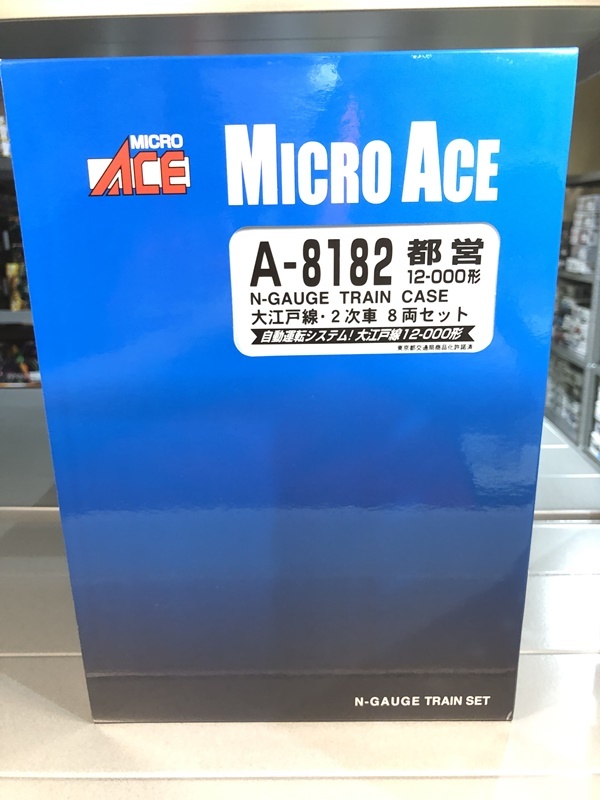 MICRO
ACE
MICRO ACE
A-8182 都営
12-000形
N-GAUGE TRAIN CASE
大江戸線・2次車 8両セット
自動運転システム!大江戸線12-000形
東京都交通局商品化許諾済
N-GAUGE TRAIN SET